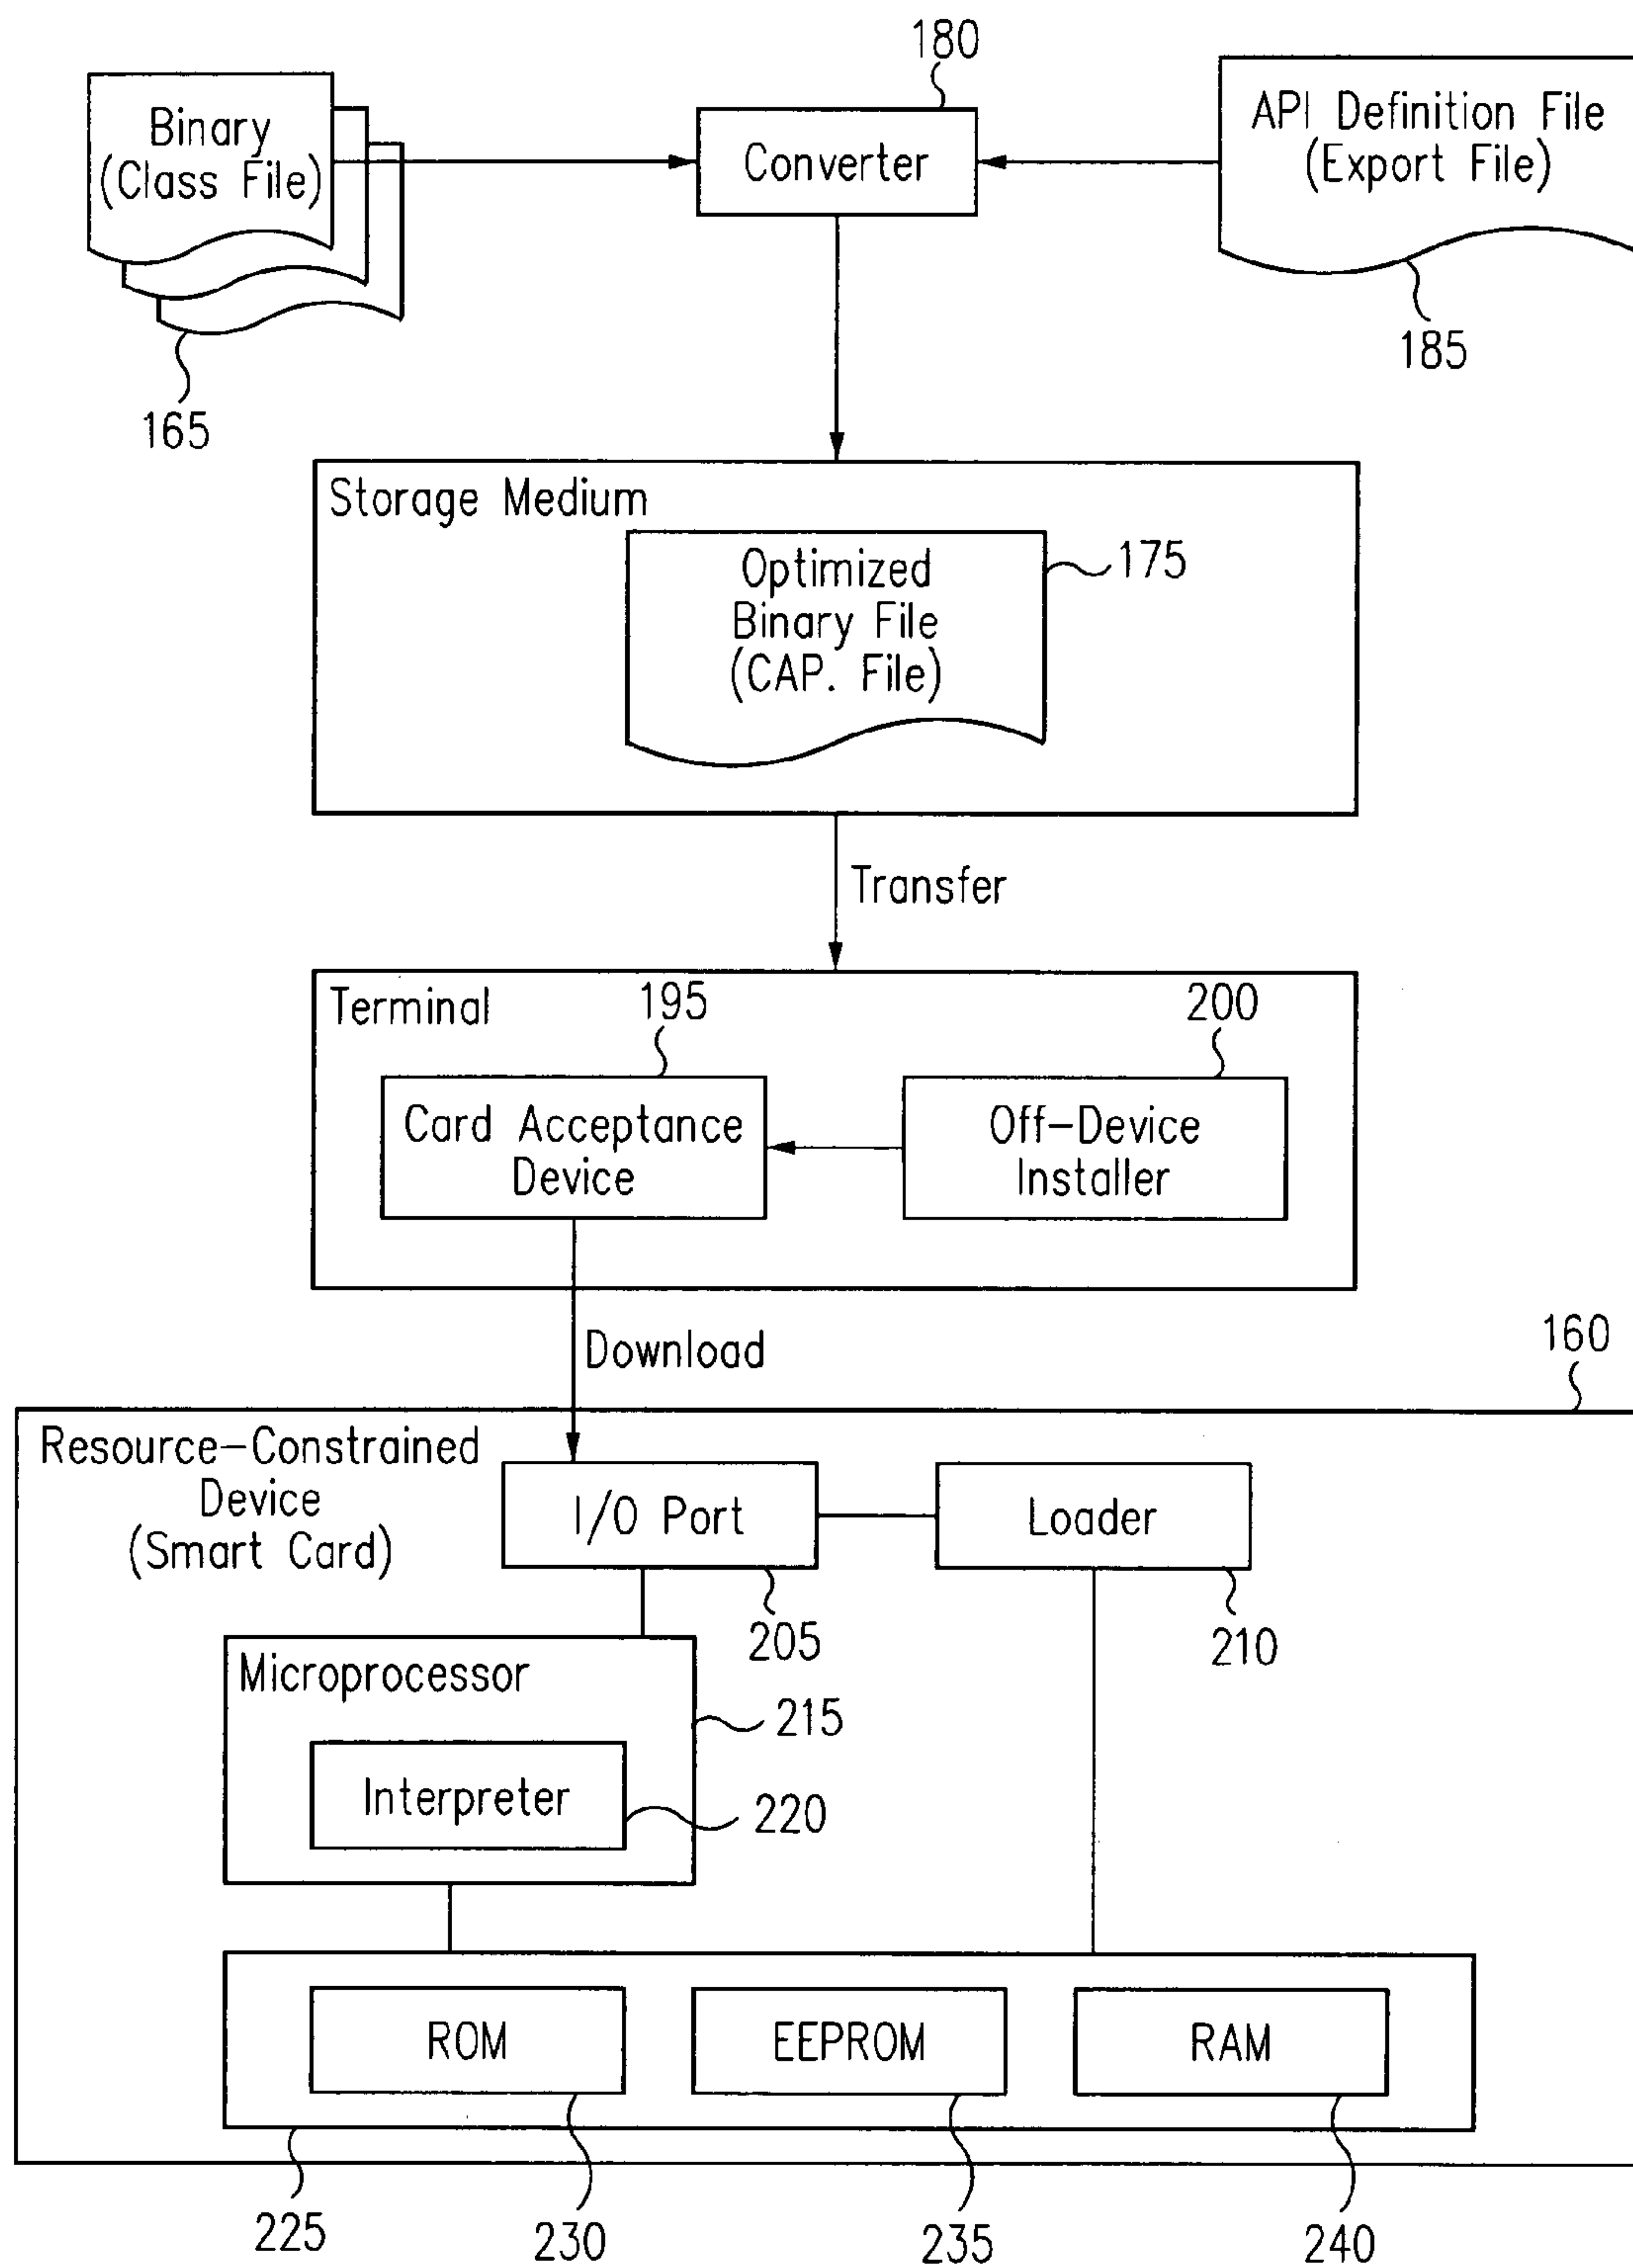 180
Binary
(Class File)
Converter
API Definition File
(Export File)
165
185
Storage Medium
Optimized
Binary File
(CAP. File)
175
Transfer
Terminal
195
200
Card Acceptance
Device
Off-Device
Installer
Download
160
Resource-Constrained
Device
(Smart Card)
I/O Port
Loader
205
210
Microprocessor
215
Interpreter
220
ROM
EEPROM
RAM
225
230
235
240